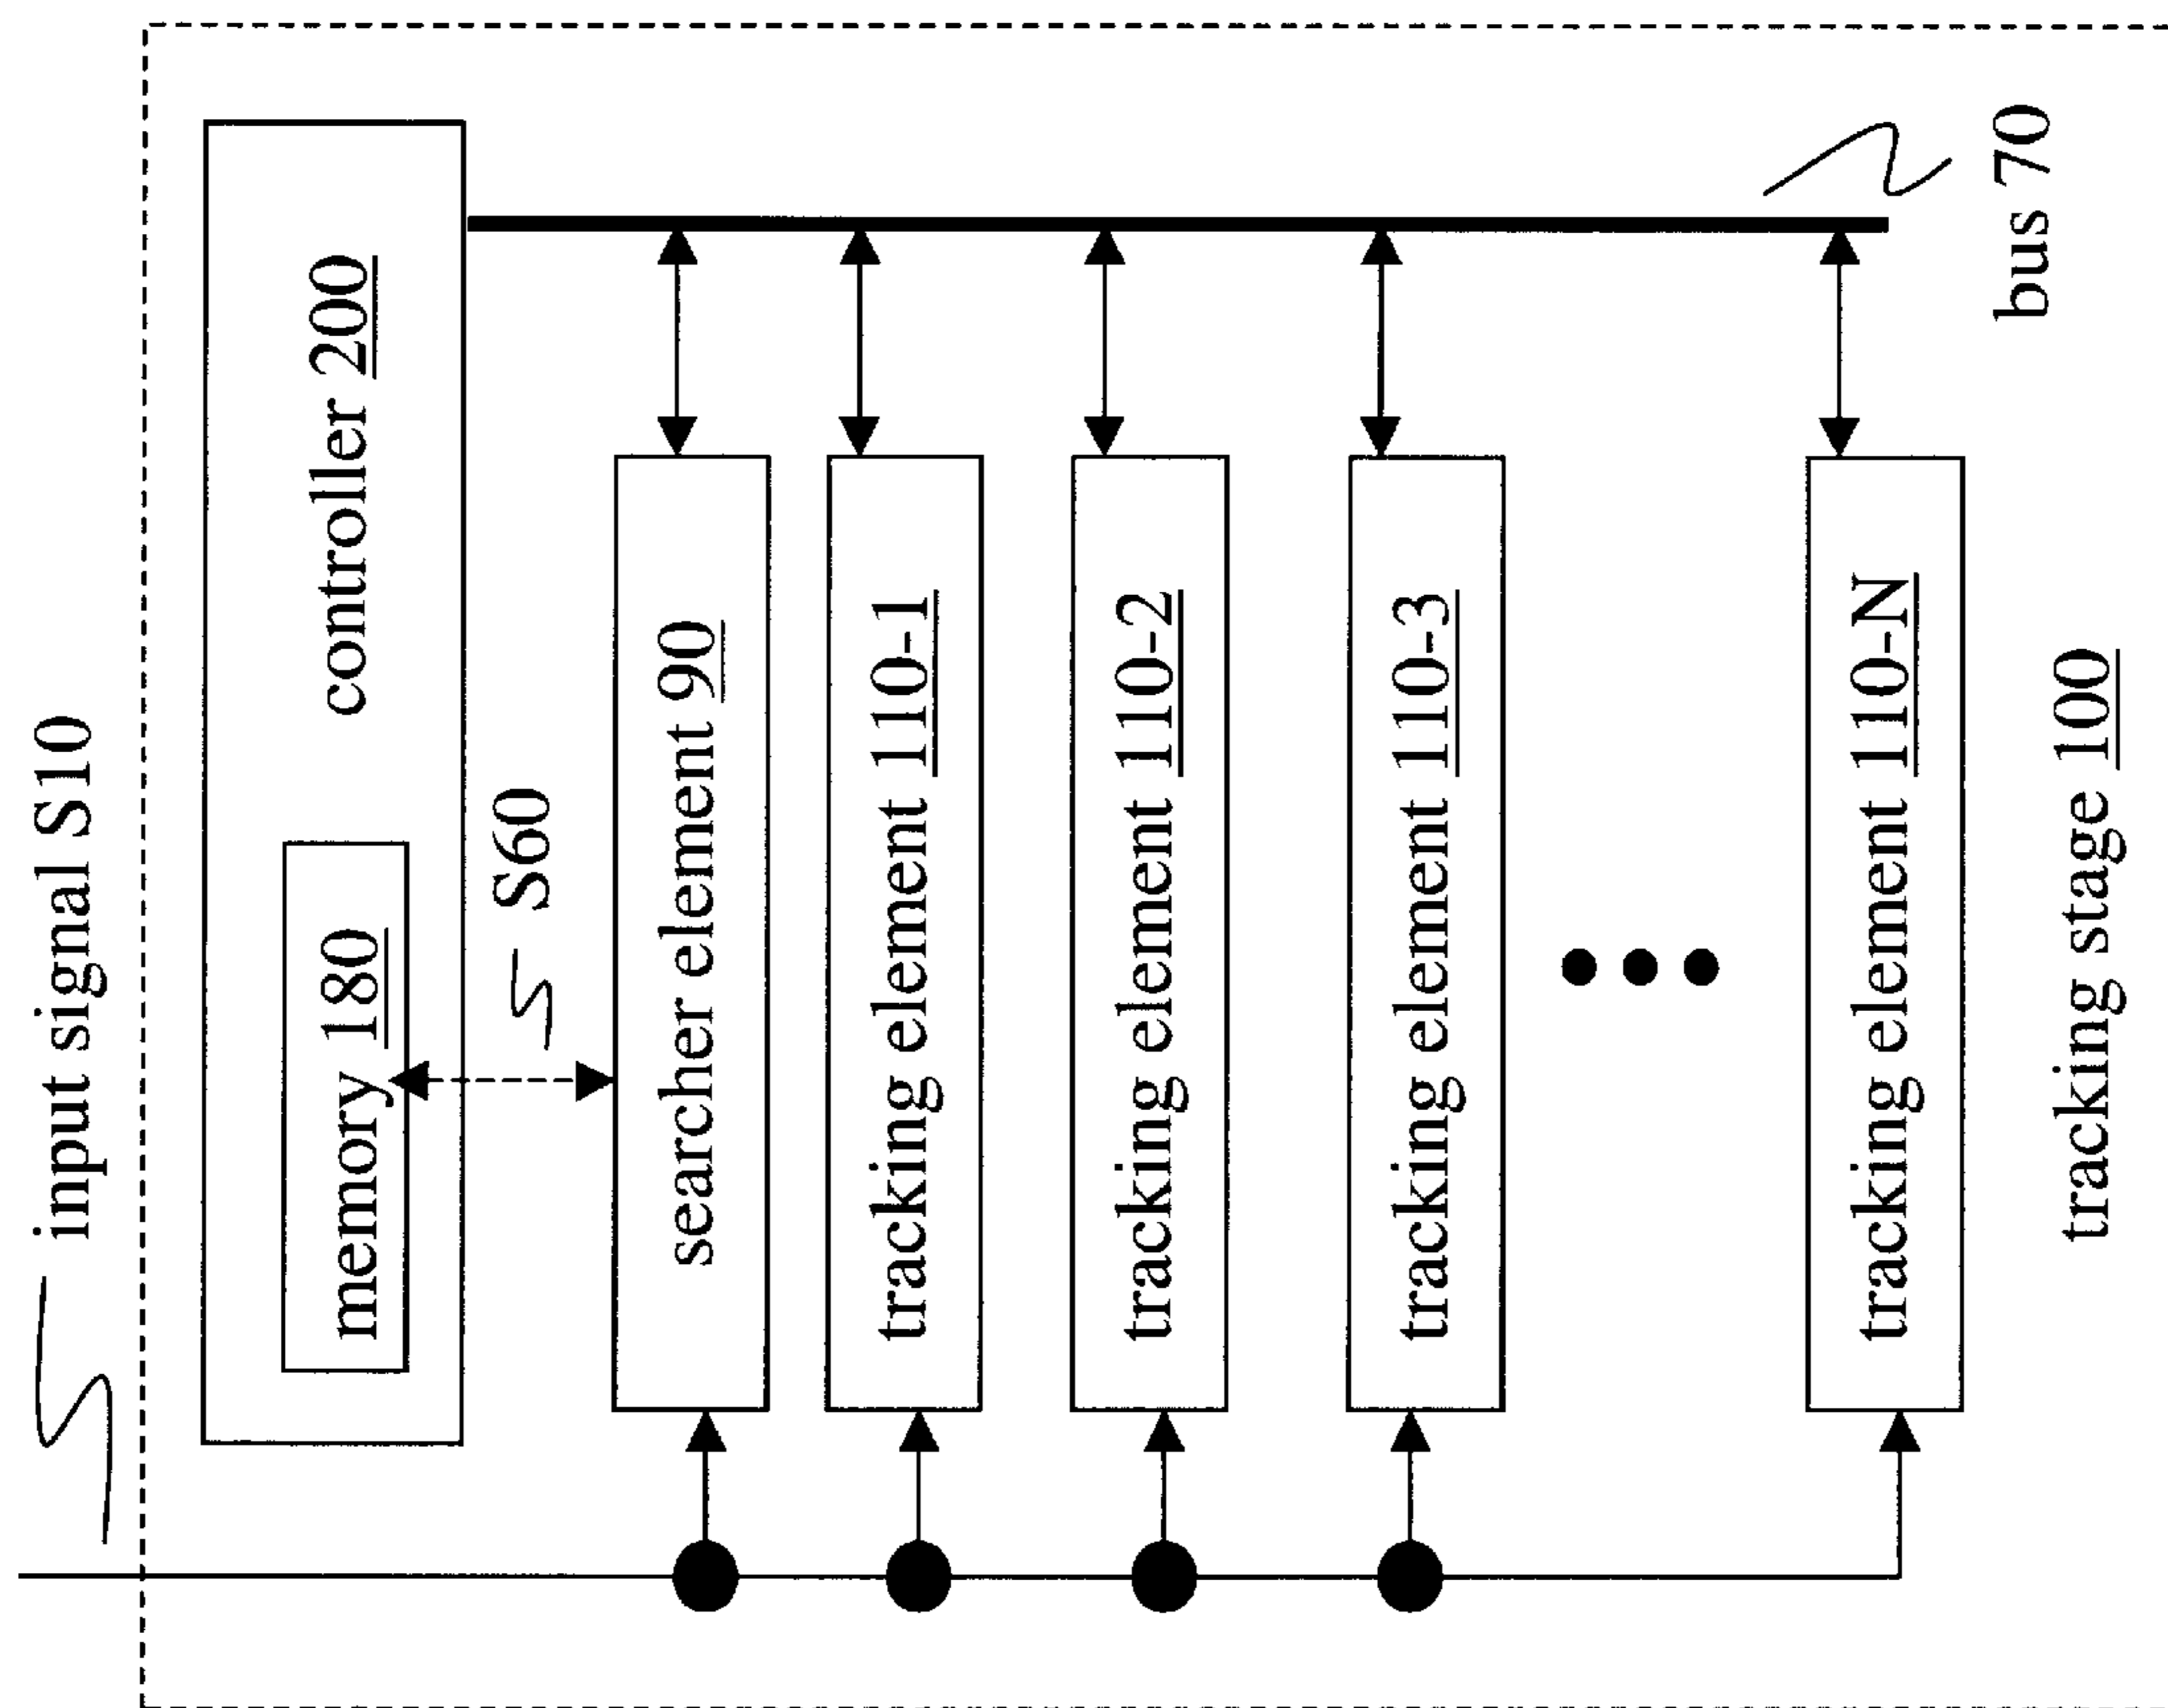 input signal S10
memory 180
controller 200
S60
searcher element 90
tracking element 110-1
tracking element 110-2
tracking element 110-3
tracking element 110-N
bus 70
tracking stage 100